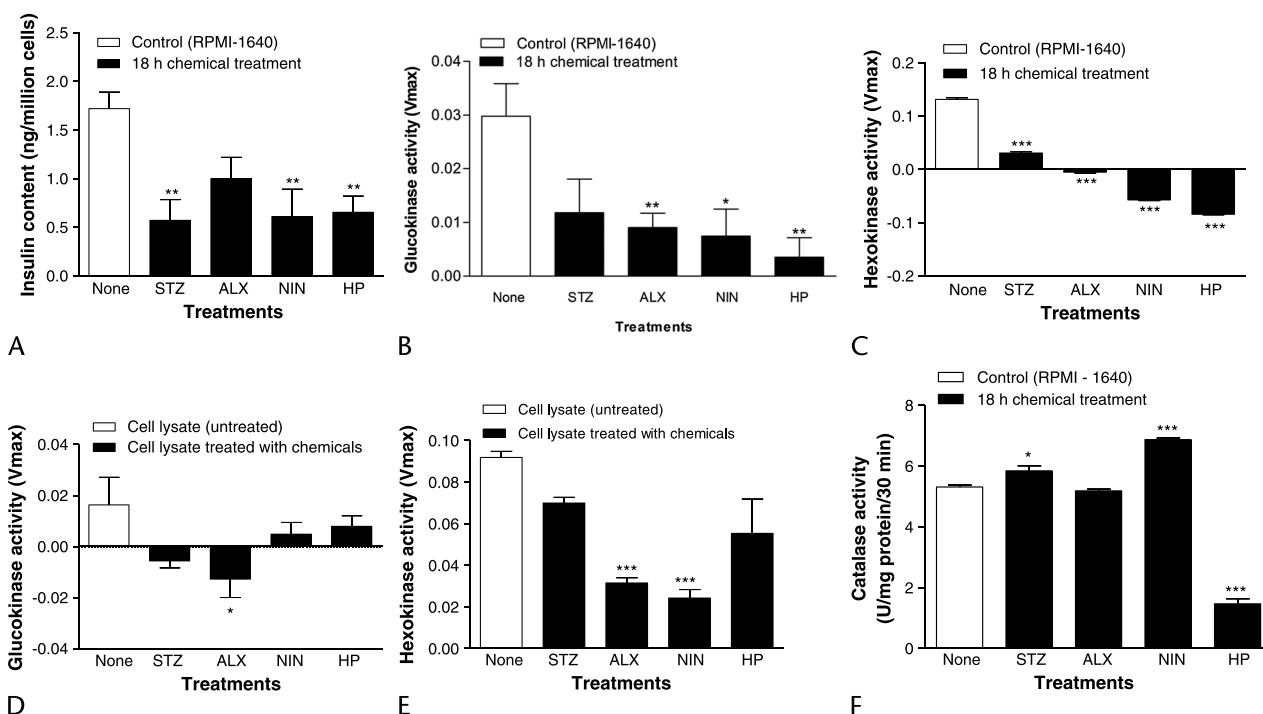 Control (RPMI-1640)
18 h chemical treatment
Insulin content (ng/million cells)
2.5
2.0
1.5
1.0
0.5
0.0
**
**
**
None STZ ALX NIN HP
Treatments
A
Control (RPMI-1640)
18 h chemical treatment
Glucokinase activity (Vmax)
0.04
0.03
0.02
0.01
0.00
**
*
**
None STZ ALX NIN HP
Treatments
B
Control (RPMI-1640)
18 h chemical treatment
Hexokinase activity (Vmax)
0.2
0.1
0.0
-0.1
-0.2
***
***
***
***
None STZ ALX NIN HP
Treatments
C
Cell lysate (untreated)
Cell lysate treated with chemicals
Glucokinase activity (Vmax)
0.04
0.02
0.00
-0.02
-0.04
*
None STZ ALX NIN HP
Treatments
D
Cell lysate (untreated)
Cell lysate treated with chemicals
Hexokinase activity (Vmax)
0.10
0.08
0.06
0.04
0.02
0.00
***
***
None STZ ALX NIN HP
Treatments
E
Control (RPMI - 1640)
18 h chemical treatment
Catalase activity
(U/mg protein/30 min)
8
6
4
2
0
*
***
***
None STZ ALX NIN HP
Treatments
F